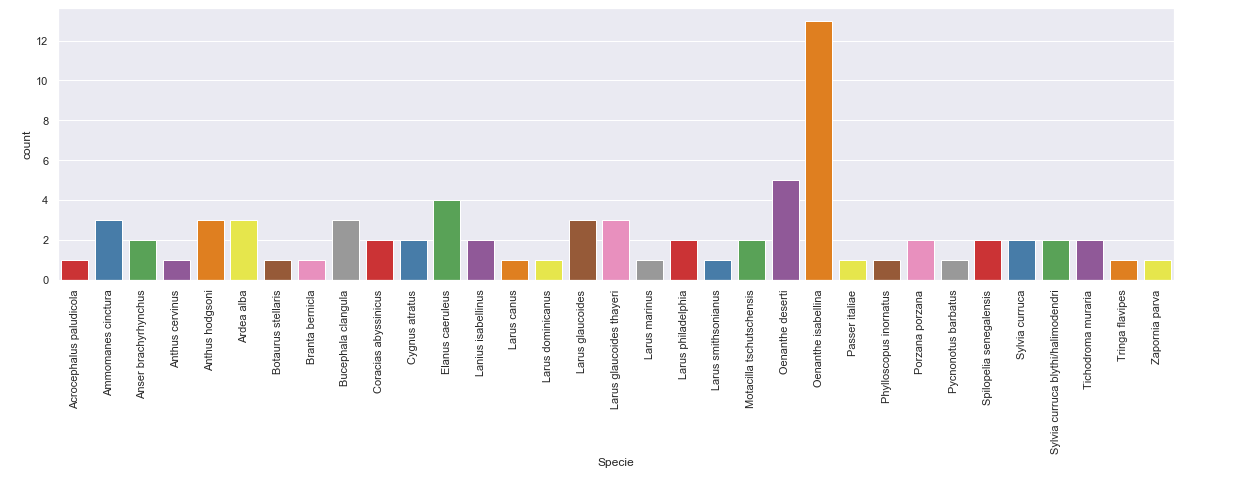 12
10
8
6
4
2
0
count
Acrocephalus paludicola
Ammomanes cinctura
Anser brachyrhynchus
Anthus cervinus
Anthus hodgsoni
Ardea alba
Botaurus stellaris
Branta bernicla
Bucephala clangula
Coracias abyssinicus
Cygnus atratus
Elanus caeruleus
Lanius isabellinus
Larus canus
Larus dominicanus
Larus glaucoides
Larus glaucoides thayeri
Larus marinus
Larus philadelphia
Larus smithsonianus
Motacilla tschutschensis
Oenanthe deserti
Oenanthe isabellina
Passer italiae
Phylloscopus inornatus
Porzana porzana
Pycnonotus barbatus
Spilopelia senegalensis
Sylvia curruca
Sylvia curruca blythi/halimodendri
Tichodroma muraria
Tringa flavipes
Zapornia parva
Specie